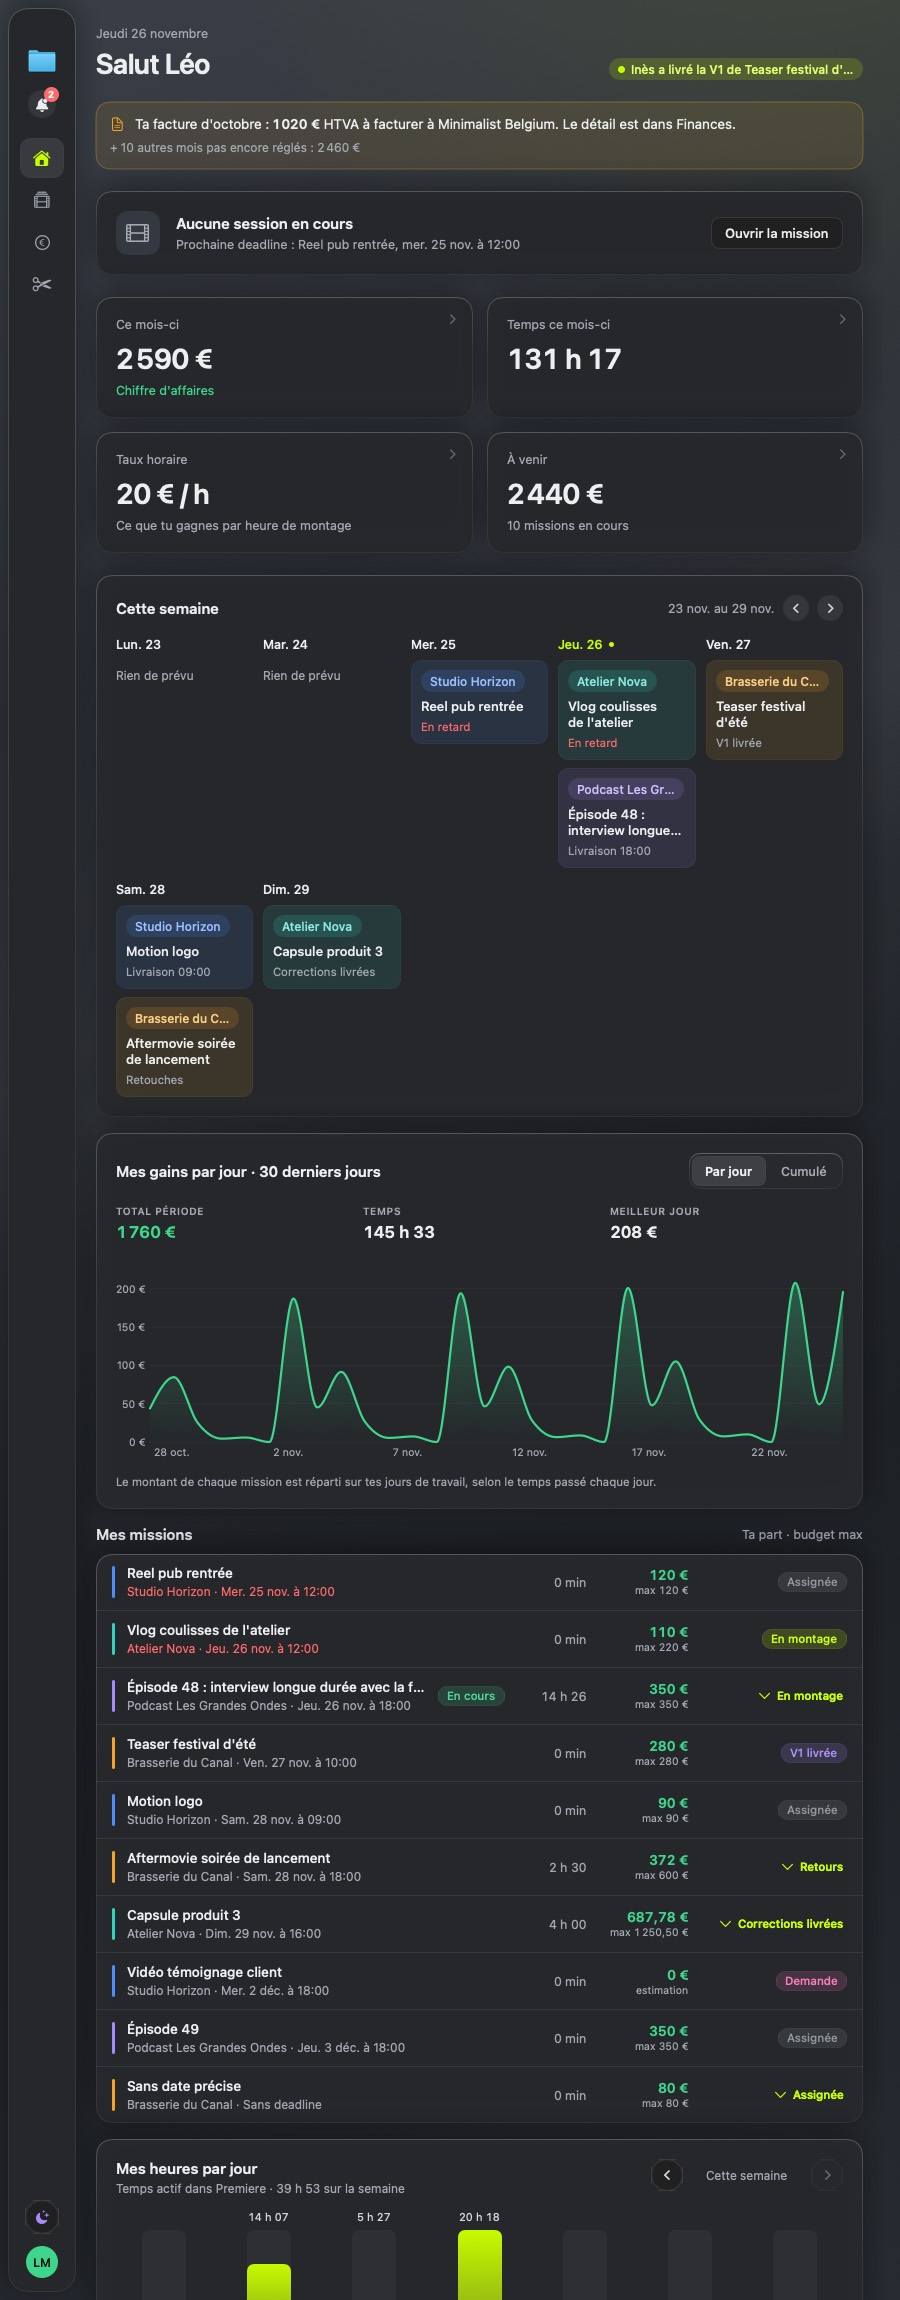 Jeudi 26 novembre
Salut Léo
Inès a livré la V1 de Teaser festival d'...
2
Ta facture d'octobre : 1 020 € HTVA à facturer à Minimalist Belgium. Le détail est dans Finances.
+ 10 autres mois pas encore réglés : 2 460 €
Aucune session en cours
Prochaine deadline : Reel pub rentrée, mer. 25 nov. à 12:00
Ouvrir la mission
Ce mois-ci
2 590 €
Chiffre d'affaires
Temps ce mois-ci
131 h 17
Taux horaire
20 € / h
Ce que tu gagnes par heure de montage
À venir
2 440 €
10 missions en cours
Cette semaine
23 nov. au 29 nov.
Lun. 23
Rien de prévu
Mar. 24
Rien de prévu
Mer. 25
Studio Horizon
Reel pub rentrée
En retard
Jeu. 26
Atelier Nova
Vlog coulisses
de l'atelier
En retard
Podcast Les Gr...
Épisode 48 :
interview longue...
Livraison 18:00
Ven. 27
Brasserie du C...
Teaser festival
d'été
V1 livrée
Sam. 28
Studio Horizon
Motion logo
Livraison 09:00
Brasserie du C...
Aftermovie soirée
de lancement
Retouches
Dim. 29
Atelier Nova
Capsule produit 3
Corrections livrées
Mes gains par jour · 30 derniers jours
Par jour
Cumulé
TOTAL PÉRIODE
1 760 €
TEMPS
145 h 33
MEILLEUR JOUR
208 €
200 €
150 €
100 €
50 €
0 €
28 oct.
2 nov.
7 nov.
12 nov.
17 nov.
22 nov.
Le montant de chaque mission est réparti sur tes jours de travail, selon le temps passé chaque jour.
Mes missions
Ta part · budget max
Reel pub rentrée
Studio Horizon · Mer. 25 nov. à 12:00
0 min
120 €
max 120 €
Assignée
Vlog coulisses de l'atelier
Atelier Nova · Jeu. 26 nov. à 12:00
0 min
110 €
max 220 €
En montage
Épisode 48 : interview longue durée avec la f...
Podcast Les Grandes Ondes · Jeu. 26 nov. à 18:00
En cours
14 h 26
350 €
max 350 €
En montage
Teaser festival d'été
Brasserie du Canal · Ven. 27 nov. à 10:00
0 min
280 €
max 280 €
V1 livrée
Motion logo
Studio Horizon · Sam. 28 nov. à 09:00
0 min
90 €
max 90 €
Assignée
Aftermovie soirée de lancement
Brasserie du Canal · Sam. 28 nov. à 18:00
2 h 30
372 €
max 600 €
Retours
Capsule produit 3
Atelier Nova · Dim. 29 nov. à 16:00
4 h 00
687,78 €
max 1 250,50 €
Corrections livrées
Vidéo témoignage client
Studio Horizon · Mer. 2 déc. à 18:00
0 min
0 €
estimation
Demande
Épisode 49
Podcast Les Grandes Ondes · Jeu. 3 déc. à 18:00
0 min
350 €
max 350 €
Assignée
Sans date précise
Brasserie du Canal · Sans deadline
0 min
80 €
max 80 €
Assignée
Mes heures par jour
Temps actif dans Premiere · 39 h 53 sur la semaine
Cette semaine
14 h 07
5 h 27
20 h 18
LM